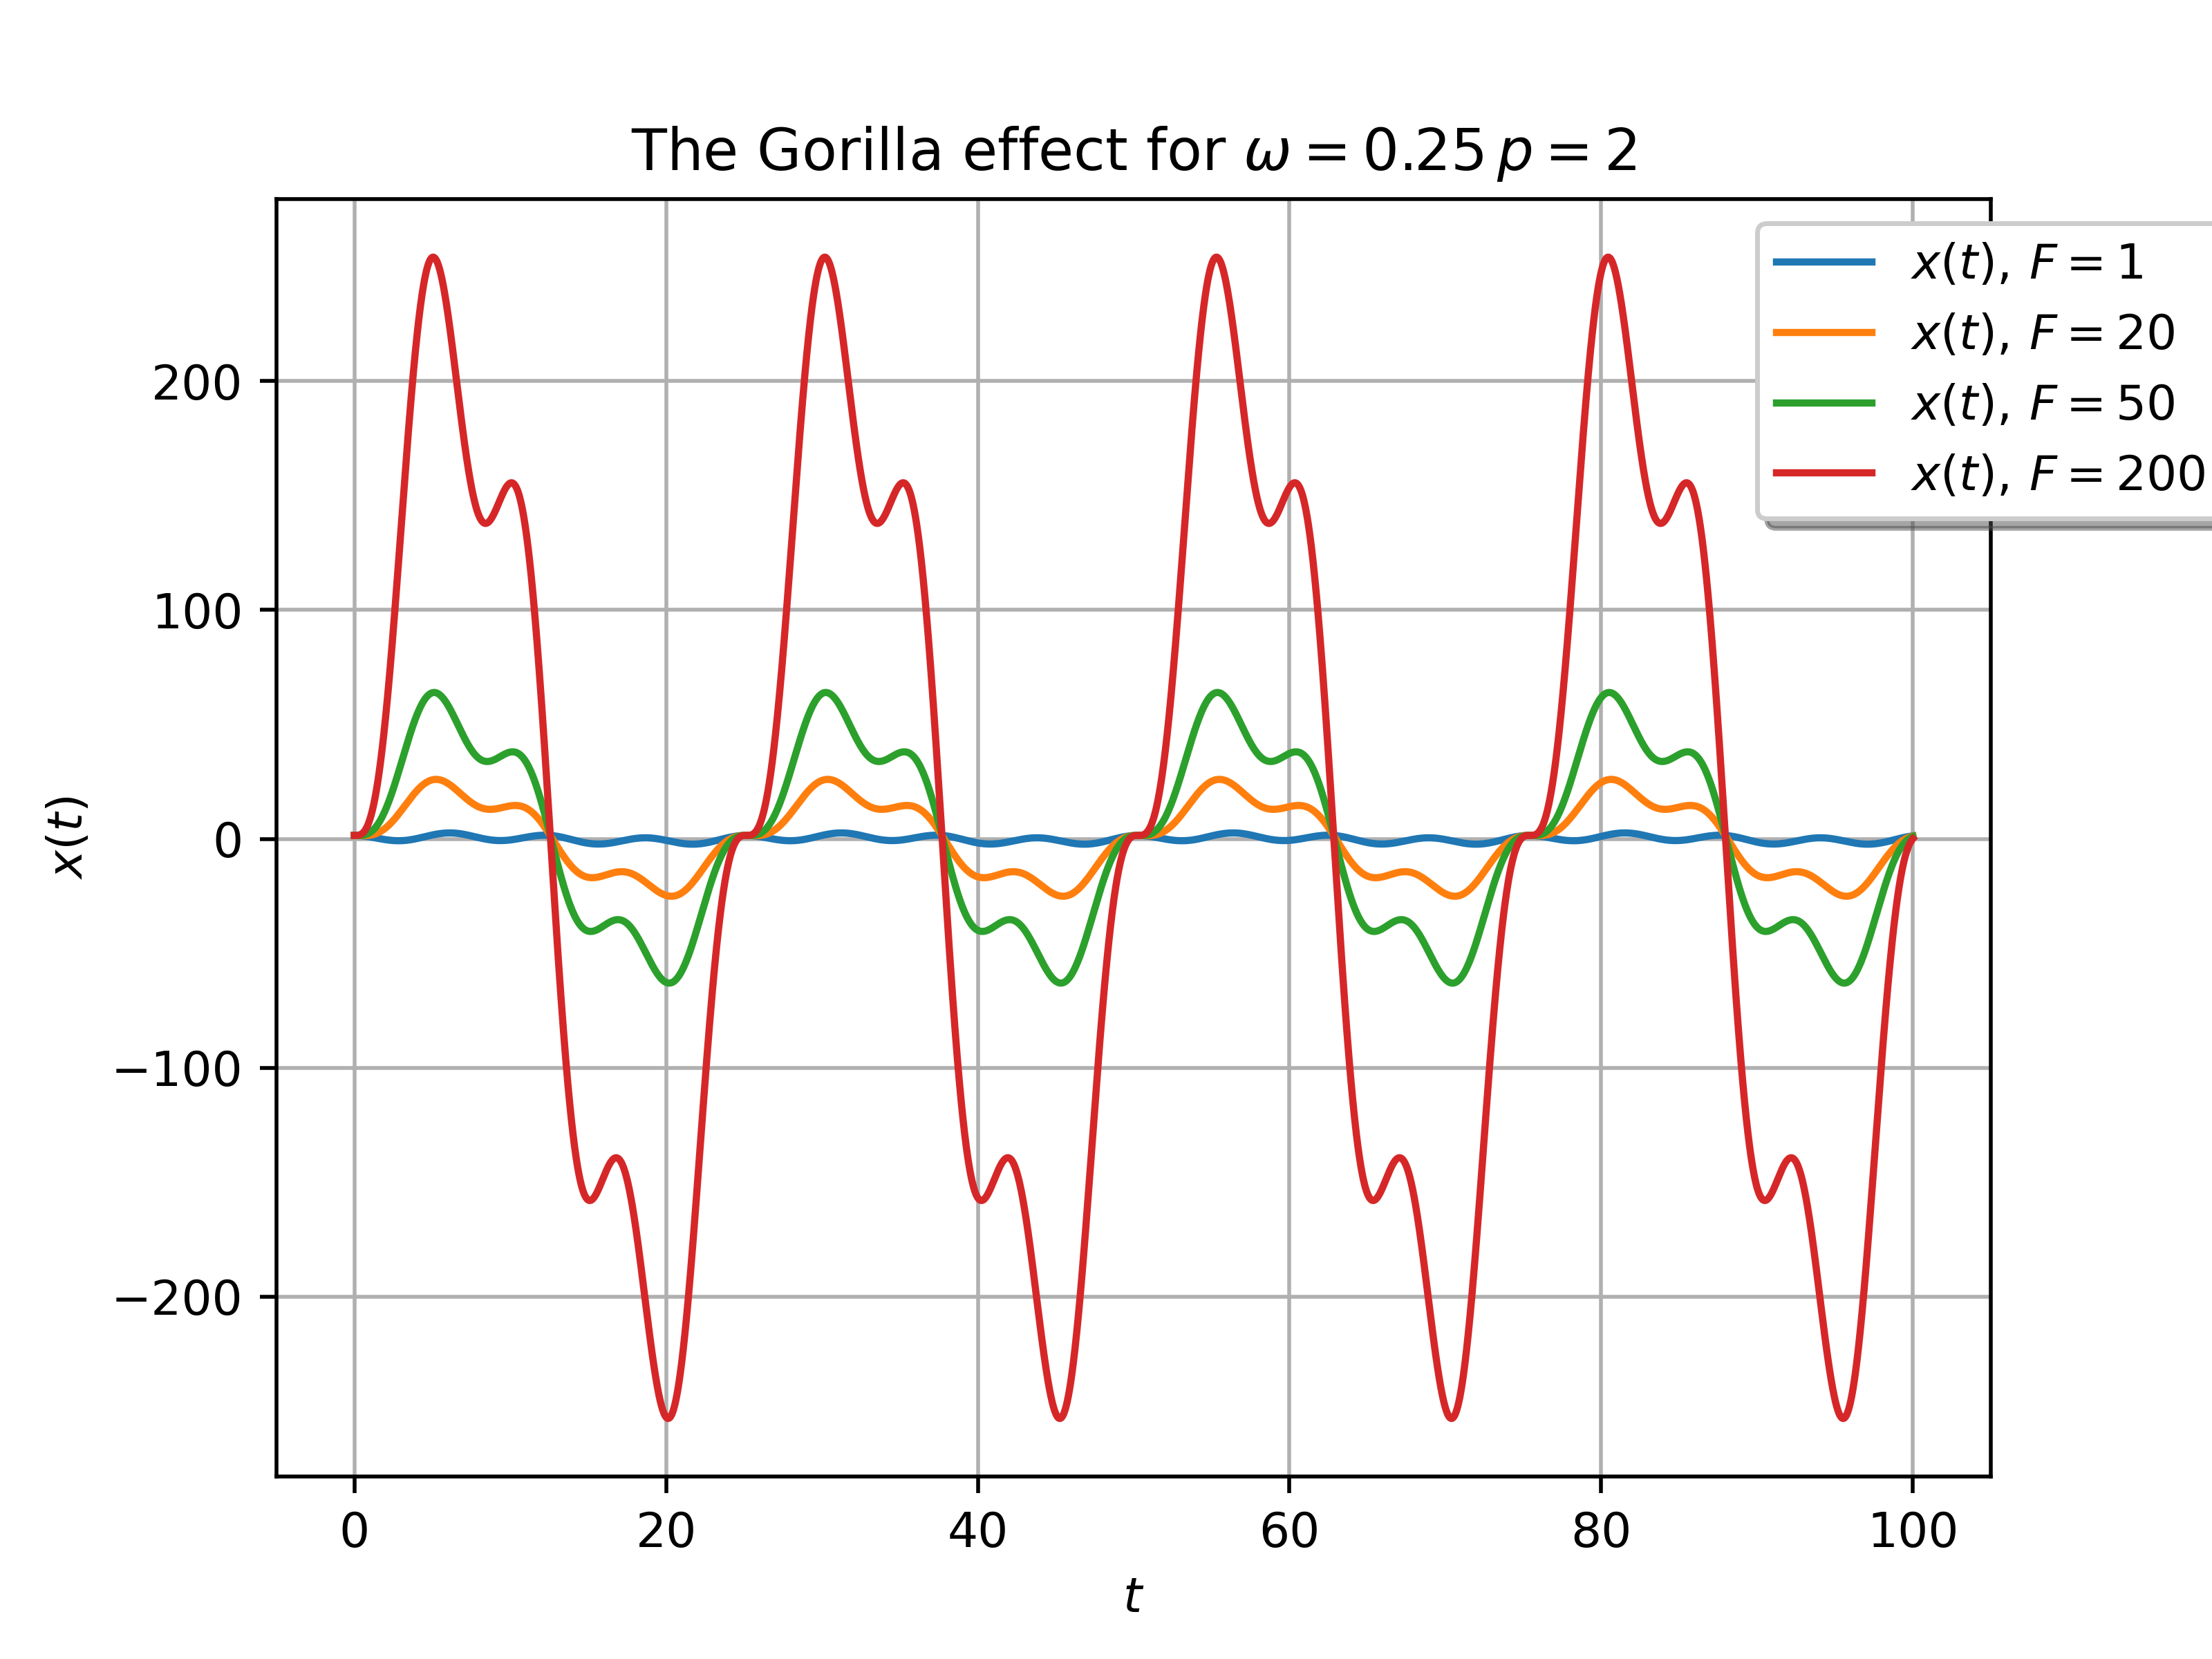 The Gorilla effect for ω = 0.25 p = 2
x(t), F = 1
x(t), F = 20
x(t), F = 50
x(t), F = 200
200
100
0
−100
−200
x(t)
0 20 40 60 80 100
t